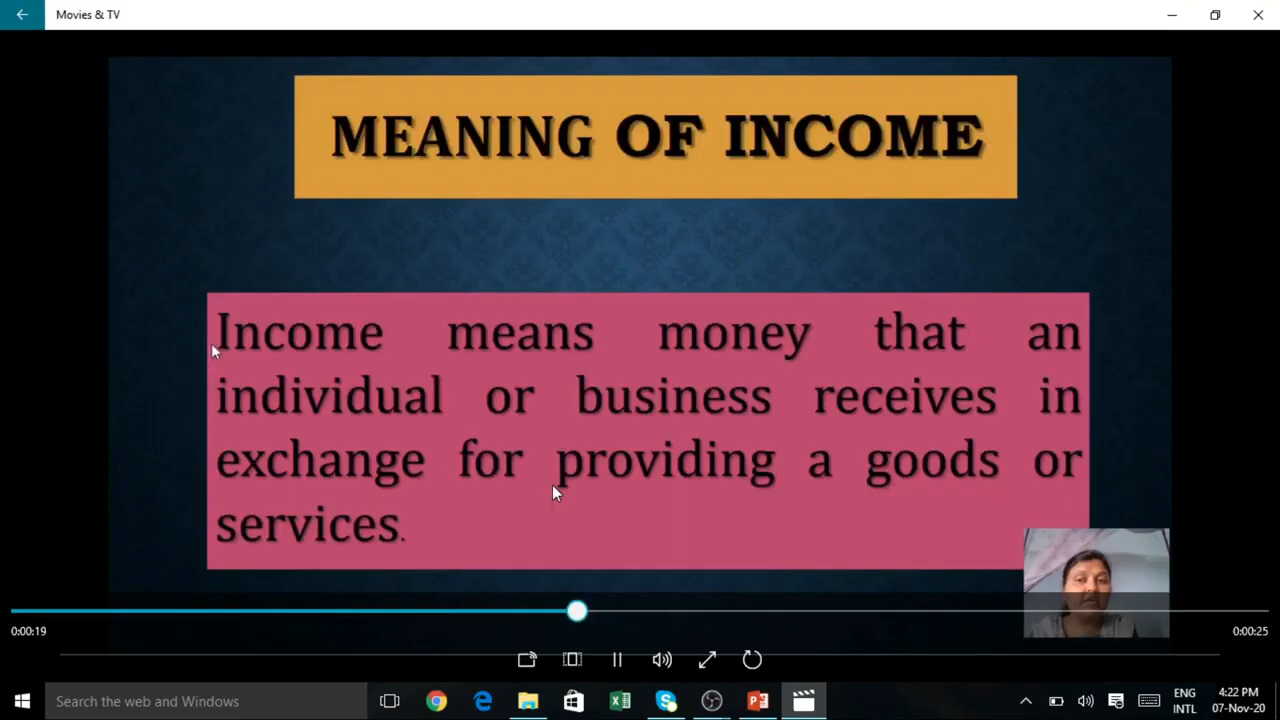 Movies & TV
MEANING OF INCOME
Income means money that an
individual or business receives in
exchange for providing a goods or
services.
0:00:19
0:00:25
Search the web and Windows
ENG
INTL
4:22 PM
07-Nov-20